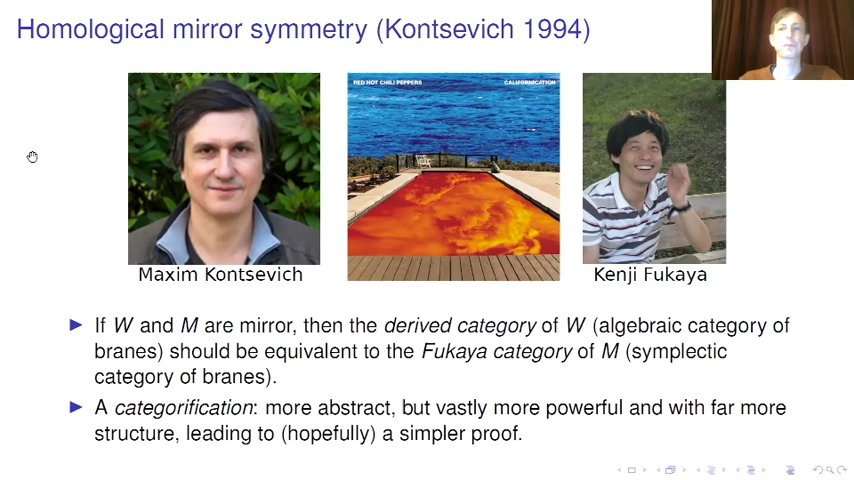 Homological mirror symmetry (Kontsevich 1994)
RED HOT CHILI PEPPERS
CALIFORNICATION
Maxim Kontsevich
Kenji Fukaya
If W and M are mirror, then the derived category of W (algebraic category of
branes) should be equivalent to the Fukaya category of M (symplectic
category of branes).
A categorification: more abstract, but vastly more powerful and with far more
structure, leading to (hopefully) a simpler proof.